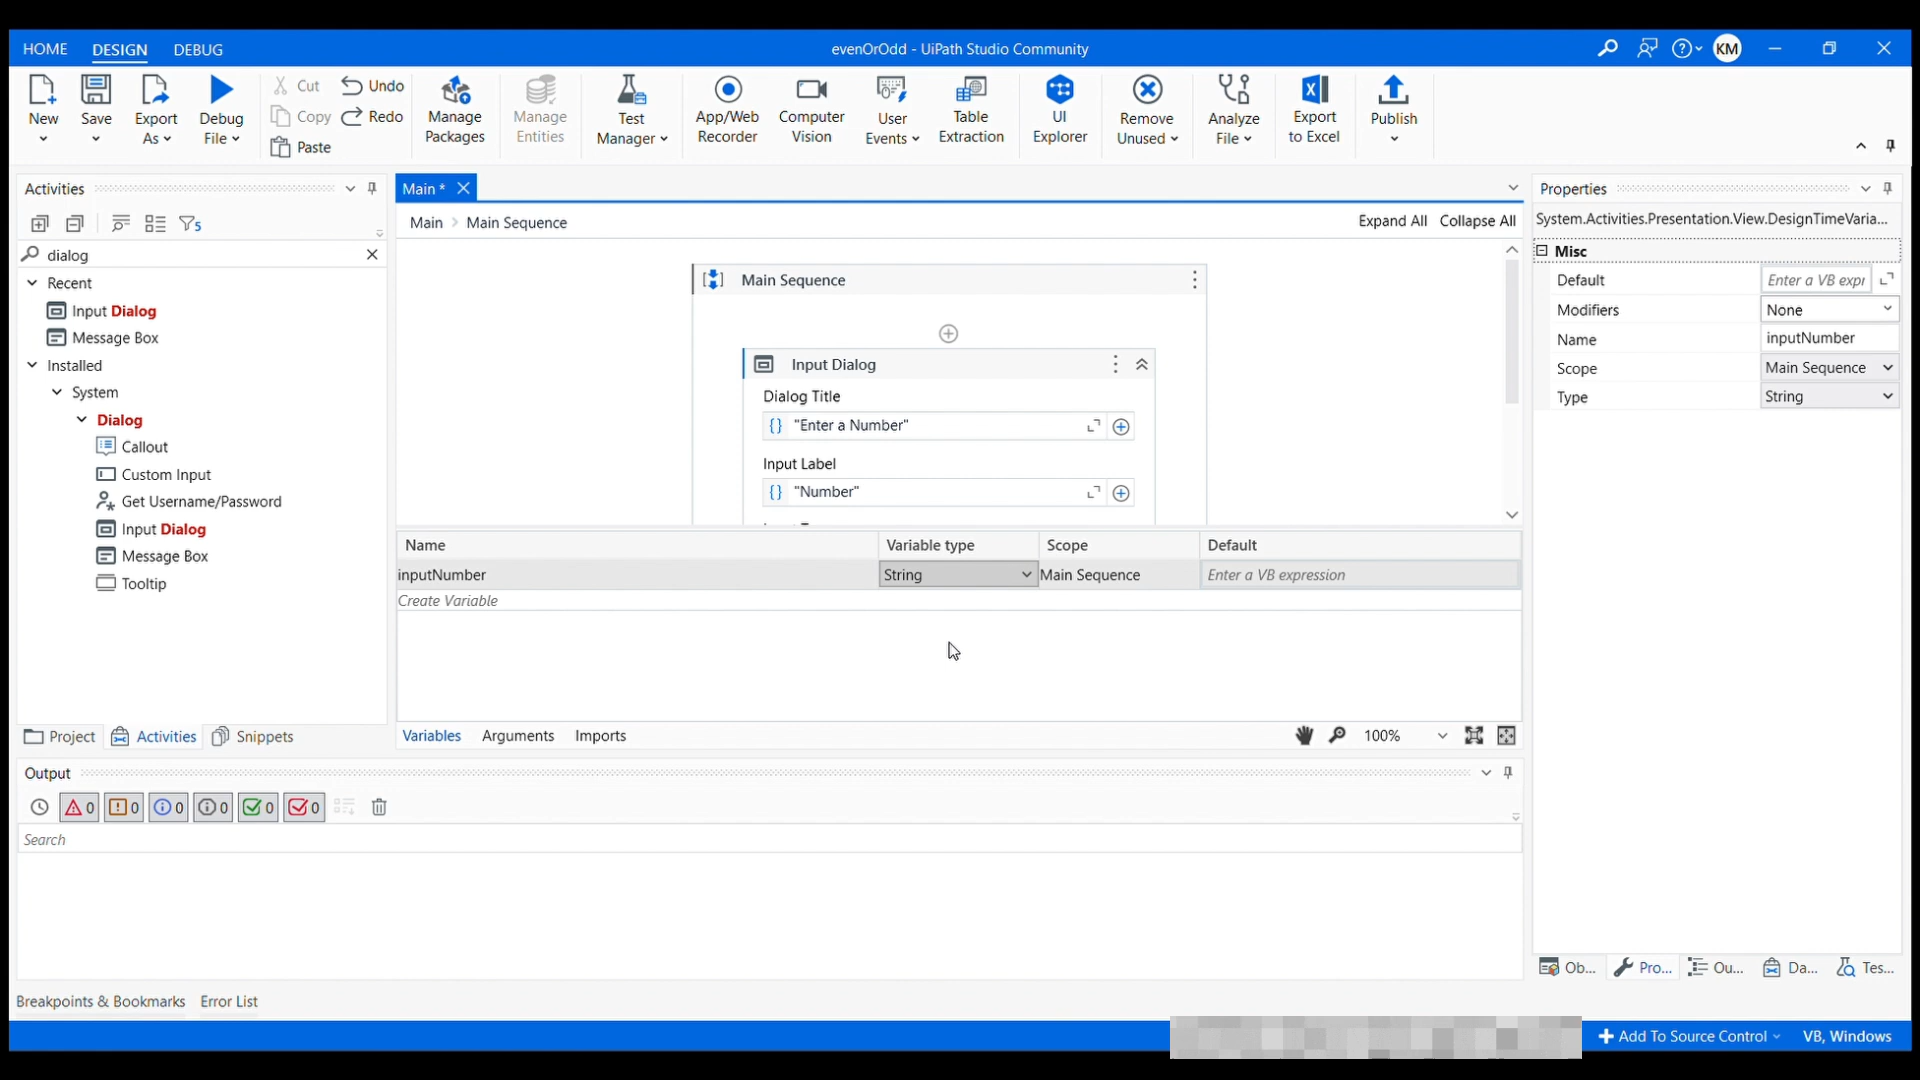 HOME DESIGN DEBUG evenOrOdd - UiPath Studio Community KM
New Save Export As Debug File Cut Copy Paste Undo Redo Manage Packages Manage Entities Test Manager App/Web Recorder Computer Vision User Events Table Extraction UI Explorer Remove Unused Analyze File Export to Excel Publish
Activities
5
dialog
Recent
Input Dialog
Message Box
Installed
System
Dialog
Callout
Custom Input
Get Username/Password
Input Dialog
Message Box
Tooltip
Project Activities Snippets
Main *
Main > Main Sequence Expand All Collapse All
Main Sequence
Input Dialog
Dialog Title
{} "Enter a Number"
Input Label
{} "Number"
Name Variable type Scope Default
inputNumber String Main Sequence Enter a VB expression
Create Variable
Variables Arguments Imports 100%
Properties
System.Activities.Presentation.View.DesignTimeVaria...
Misc
Default Enter a VB expr
Modifiers None
Name inputNumber
Scope Main Sequence
Type String
Ob... Pro... Ou... Da... Tes...
Output
0 0 0 0 0 0
Search
Breakpoints & Bookmarks Error List
Add To Source Control VB, Windows